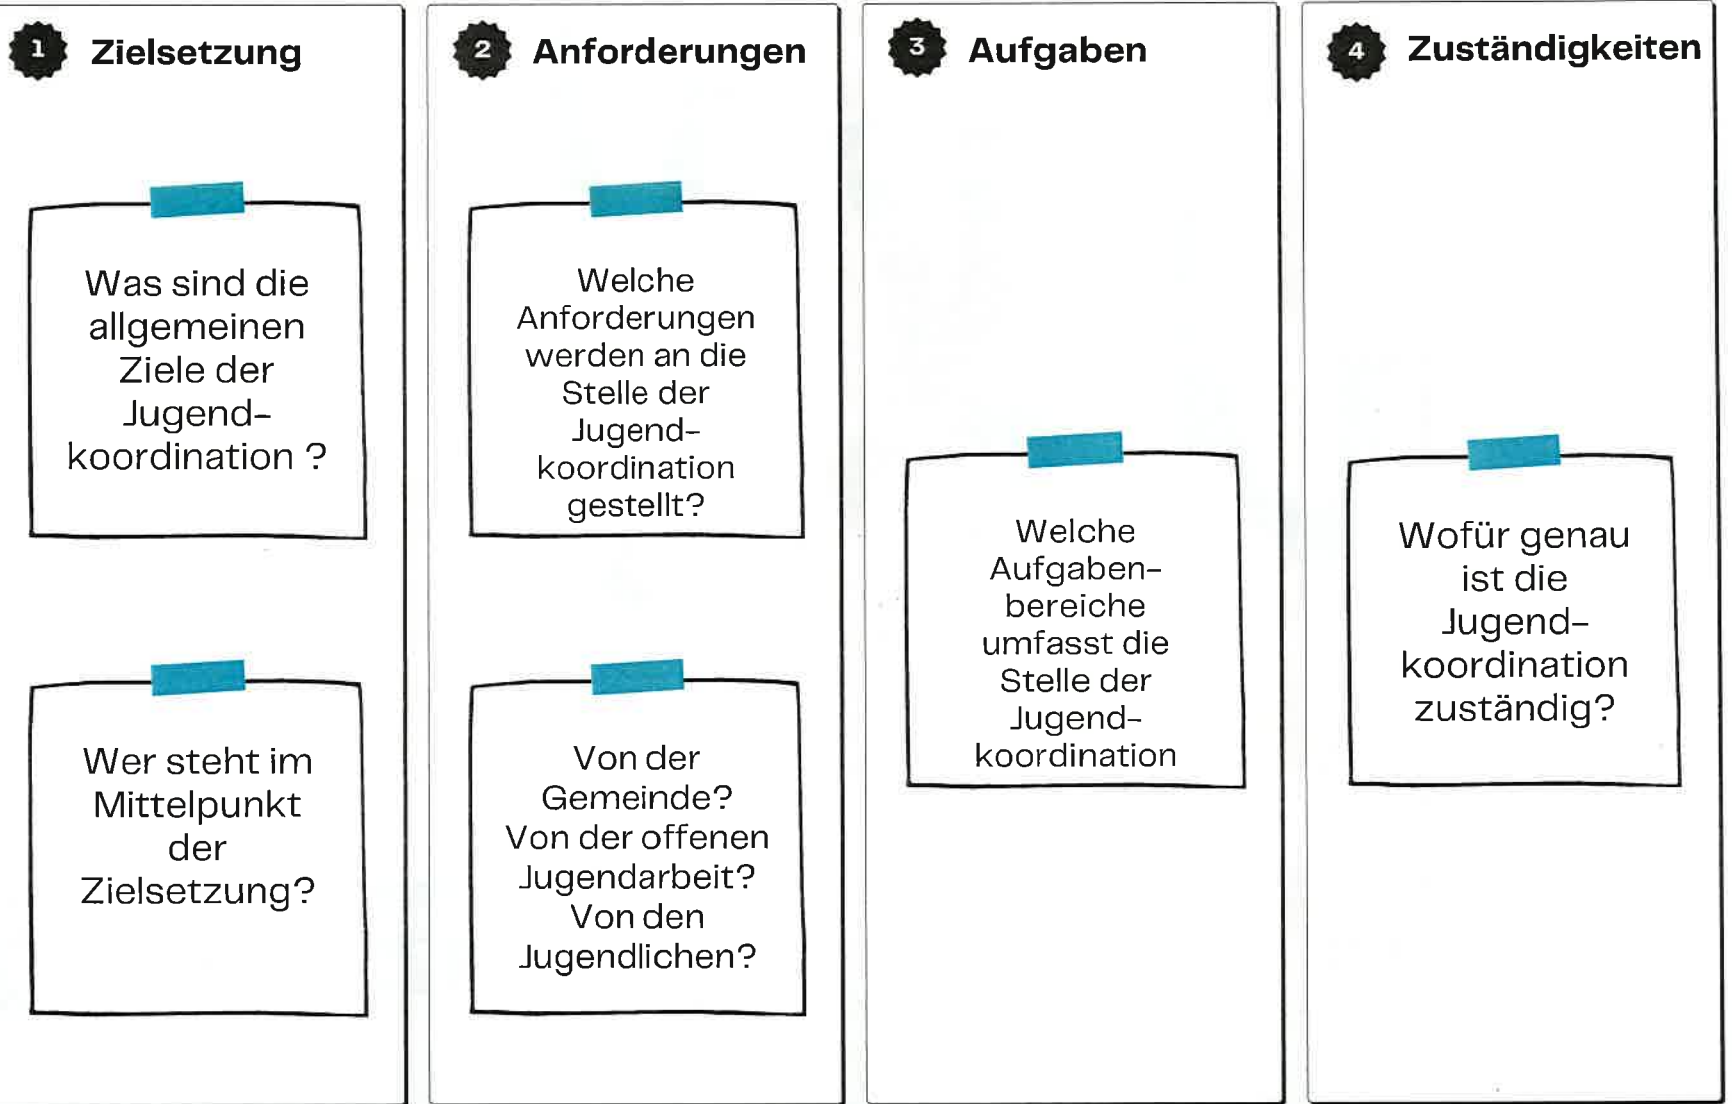 1 Zielsetzung
Was sind die
allgemeinen
Ziele der
Jugend-
koordination ?
Wer steht im
Mittelpunkt
der
Zielsetzung?
2 Anforderungen
Welche
Anforderungen
werden an die
Stelle der
Jugend-
koordination
gestellt?
Von der
Gemeinde?
Von der offenen
Jugendarbeit?
Von den
Jugendlichen?
3 Aufgaben
Welche
Aufgaben-
bereiche
umfasst die
Stelle der
Jugend-
koordination
4 Zuständigkeiten
Wofür genau
ist die
Jugend-
koordination
zuständig?